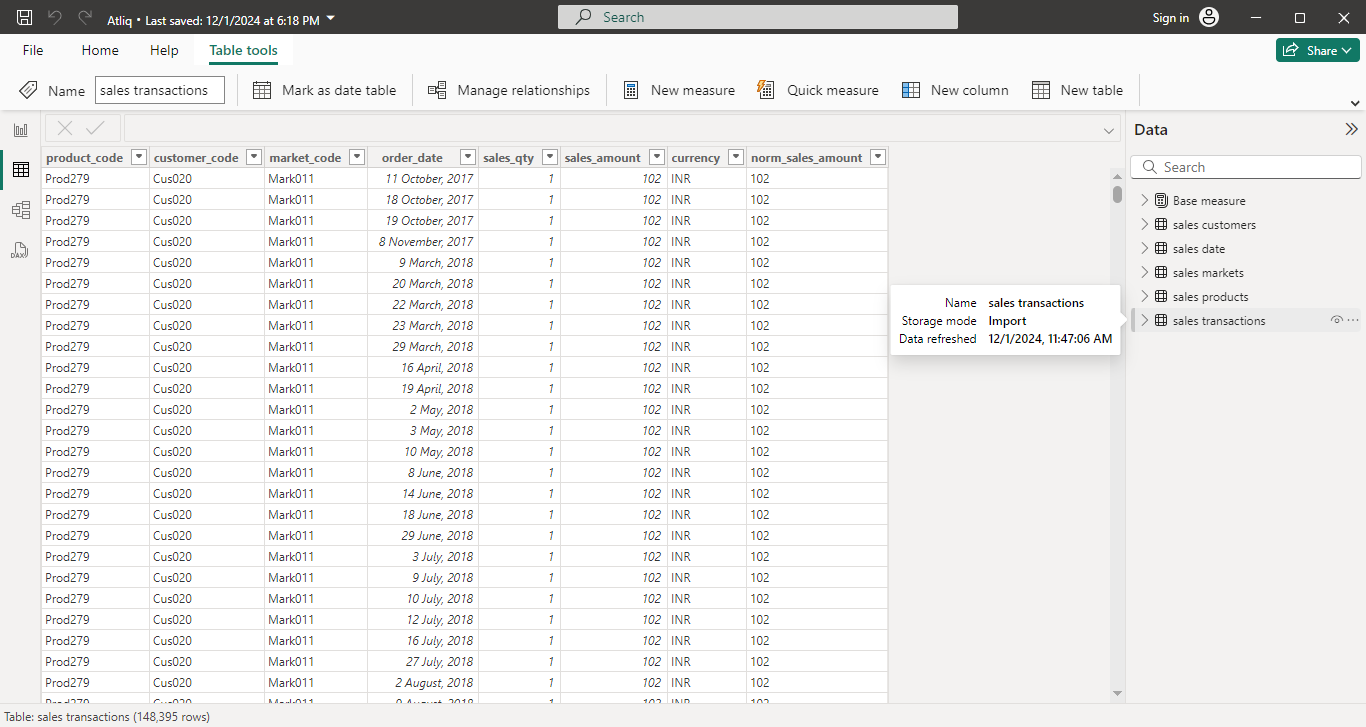 Atliq • Last saved: 12/1/2024 at 6:18 PM
Search
Sign in
File Home Help Table tools
Share
Name sales transactions Mark as date table Manage relationships New measure Quick measure New column New table
Data
Search
Base measure
sales customers
sales date
sales markets
sales products
sales transactions
DAX
product_code customer_code market_code order_date sales_qty sales_amount currency norm_sales_amount
Prod279 Cus020 Mark011 11 October, 2017 1 102 INR 102
Prod279 Cus020 Mark011 18 October, 2017 1 102 INR 102
Prod279 Cus020 Mark011 19 October, 2017 1 102 INR 102
Prod279 Cus020 Mark011 8 November, 2017 1 102 INR 102
Prod279 Cus020 Mark011 9 March, 2018 1 102 INR 102
Prod279 Cus020 Mark011 20 March, 2018 1 102 INR 102
Prod279 Cus020 Mark011 22 March, 2018 1 102 INR 102
Prod279 Cus020 Mark011 23 March, 2018 1 102 INR 102
Prod279 Cus020 Mark011 29 March, 2018 1 102 INR 102
Prod279 Cus020 Mark011 16 April, 2018 1 102 INR 102
Prod279 Cus020 Mark011 19 April, 2018 1 102 INR 102
Prod279 Cus020 Mark011 2 May, 2018 1 102 INR 102
Prod279 Cus020 Mark011 3 May, 2018 1 102 INR 102
Prod279 Cus020 Mark011 10 May, 2018 1 102 INR 102
Prod279 Cus020 Mark011 8 June, 2018 1 102 INR 102
Prod279 Cus020 Mark011 14 June, 2018 1 102 INR 102
Prod279 Cus020 Mark011 18 June, 2018 1 102 INR 102
Prod279 Cus020 Mark011 29 June, 2018 1 102 INR 102
Prod279 Cus020 Mark011 3 July, 2018 1 102 INR 102
Prod279 Cus020 Mark011 9 July, 2018 1 102 INR 102
Prod279 Cus020 Mark011 10 July, 2018 1 102 INR 102
Prod279 Cus020 Mark011 12 July, 2018 1 102 INR 102
Prod279 Cus020 Mark011 16 July, 2018 1 102 INR 102
Prod279 Cus020 Mark011 27 July, 2018 1 102 INR 102
Prod279 Cus020 Mark011 2 August, 2018 1 102 INR 102
Name sales transactions
Storage mode Import
Data refreshed 12/1/2024, 11:47:06 AM
Table: sales transactions (148,395 rows)